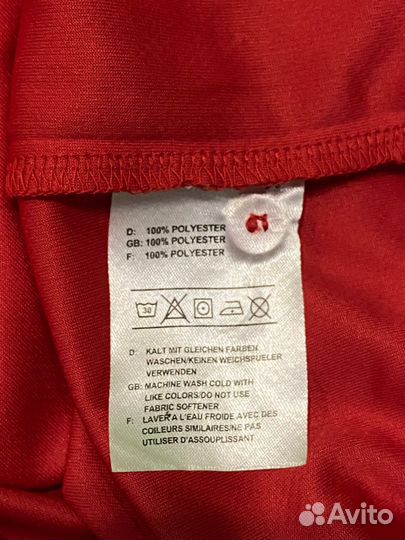 D: 100% POLYESTER
GB: 100% POLYESTER
F: 100% POLYESTER
30
D: KALT MIT GLEICHEN FARBEN
WASCHEN/KEINEN WEICHSPUELER
VERWENDEN
GB: MACHINE WASH COLD WITH
LIKE COLORS/DO NOT USE
FABRIC SOFTENER
F: LAVER A L'EAU FROIDE AVEC DES
COILEURS SIMILAIRES/NE PAS
UTILISER D'ASSOUPLISSANT
Avito